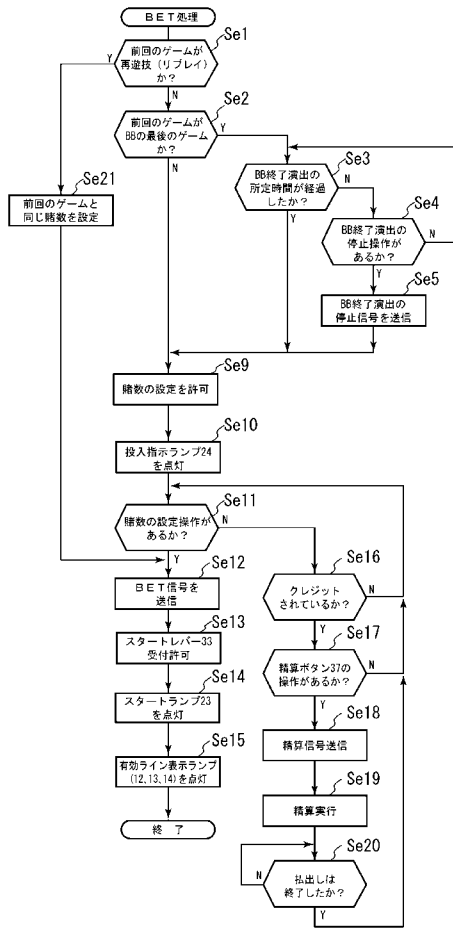 ＢＥＴ処理
Se1
前回のゲームが
再遊技（リプレイ）
か？
Y
N
Se2
前回のゲームが
BBの最後のゲーム
か？
Y
N
Se3
BB終了演出の
所定時間が経過
したか？
N
Y
Se4
BB終了演出の
停止操作が
あるか？
N
Y
Se21
前回のゲームと
同じ賭数を設定
Se5
BB終了演出の
停止信号を送信
Se9
賭数の設定を許可
Se10
投入指示ランプ24
を点灯
Se11
賭数の設定操作が
あるか？
N
Y
Se12
ＢＥＴ信号を
送信
Se16
クレジット
されているか？
N
Y
Se13
スタートレバー33
受付許可
Se17
精算ボタン37の
操作があるか？
N
Y
Se14
スタートランプ23
を点灯
Se18
精算信号送信
Se15
有効ライン表示ランプ
(12,13,14)を点灯
Se19
精算実行
終　了
Se20
払出しは
終了したか？
N
Y